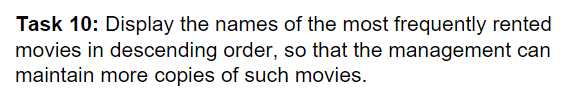 Task 10: Display the names of the most frequently rented
movies in descending order, so that the management can
maintain more copies of such movies.